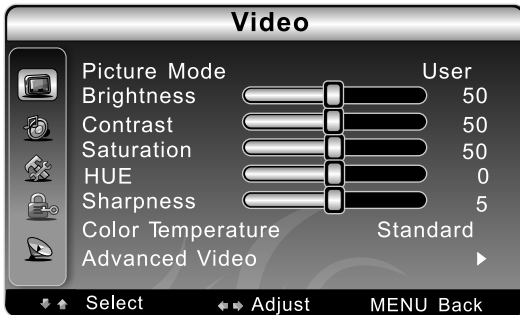 Video
Picture Mode User
Brightness 50
Contrast 50
Saturation 50
HUE 0
Sharpness 5
Color Temperature Standard
Advanced Video
Select Adjust MENU Back